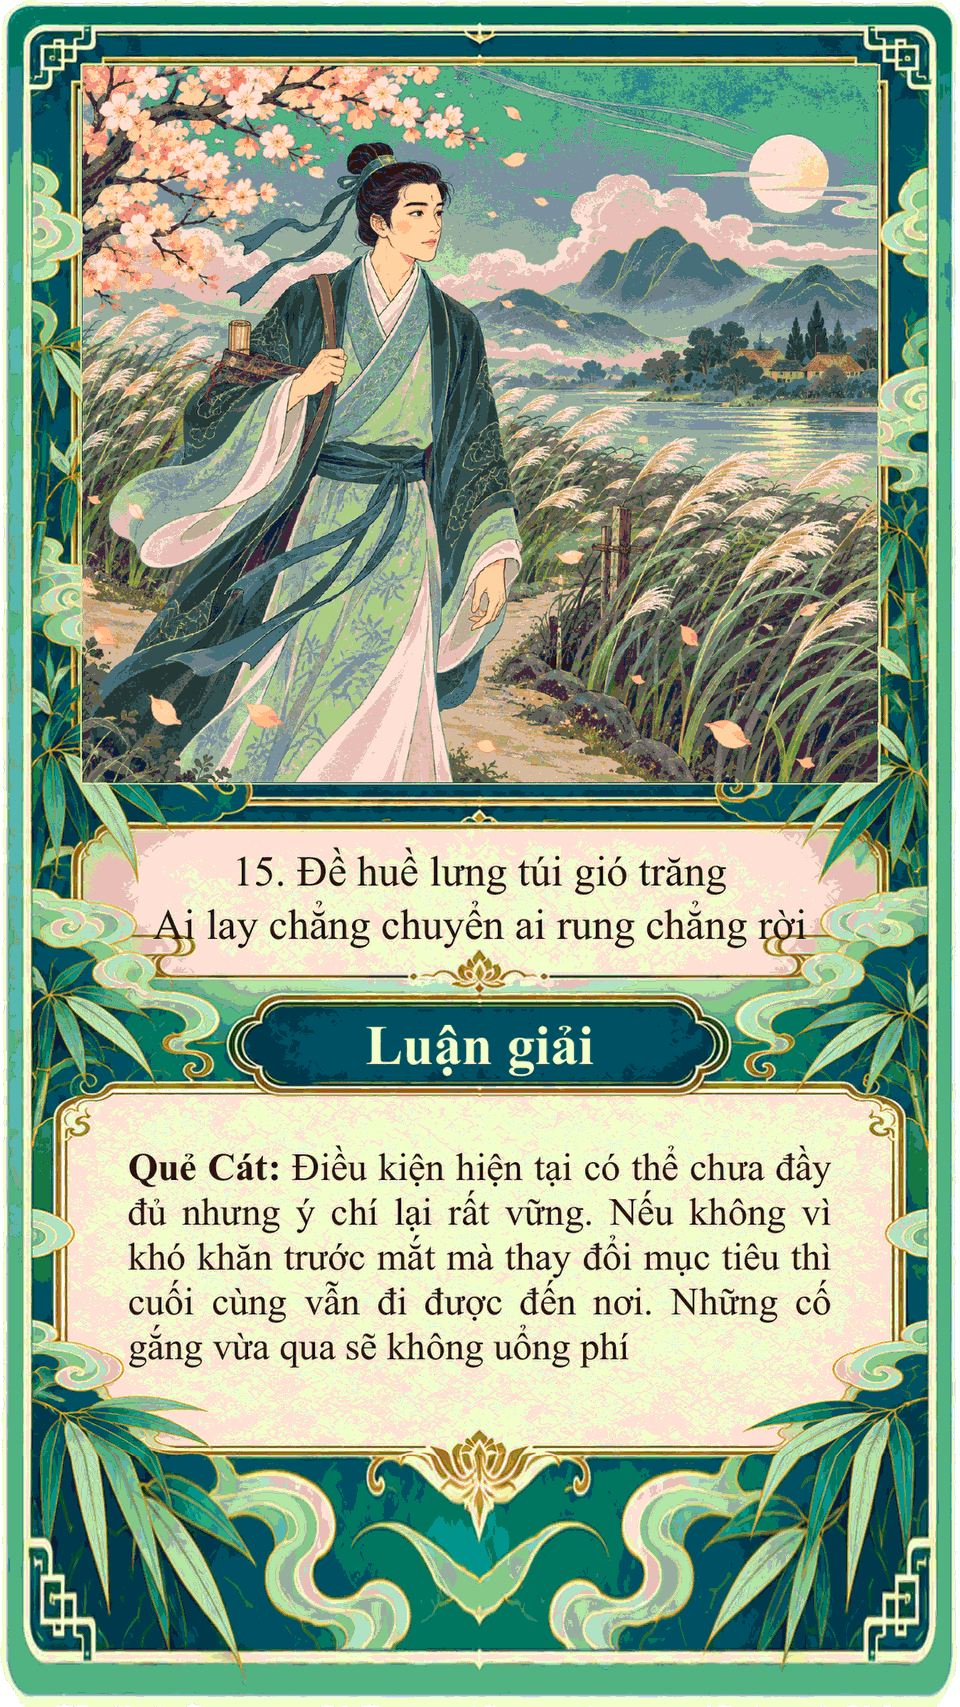 15. Đề huề lưng túi gió trăng
Ai lay chẳng chuyển ai rung chẳng rời
Luận giải
Quẻ Cát: Điều kiện hiện tại có thể chưa đầy
đủ nhưng ý chí lại rất vững. Nếu không vì
khó khăn trước mắt mà thay đổi mục tiêu thì
cuối cùng vẫn đi được đến nơi. Những cố
gắng vừa qua sẽ không uổng phí